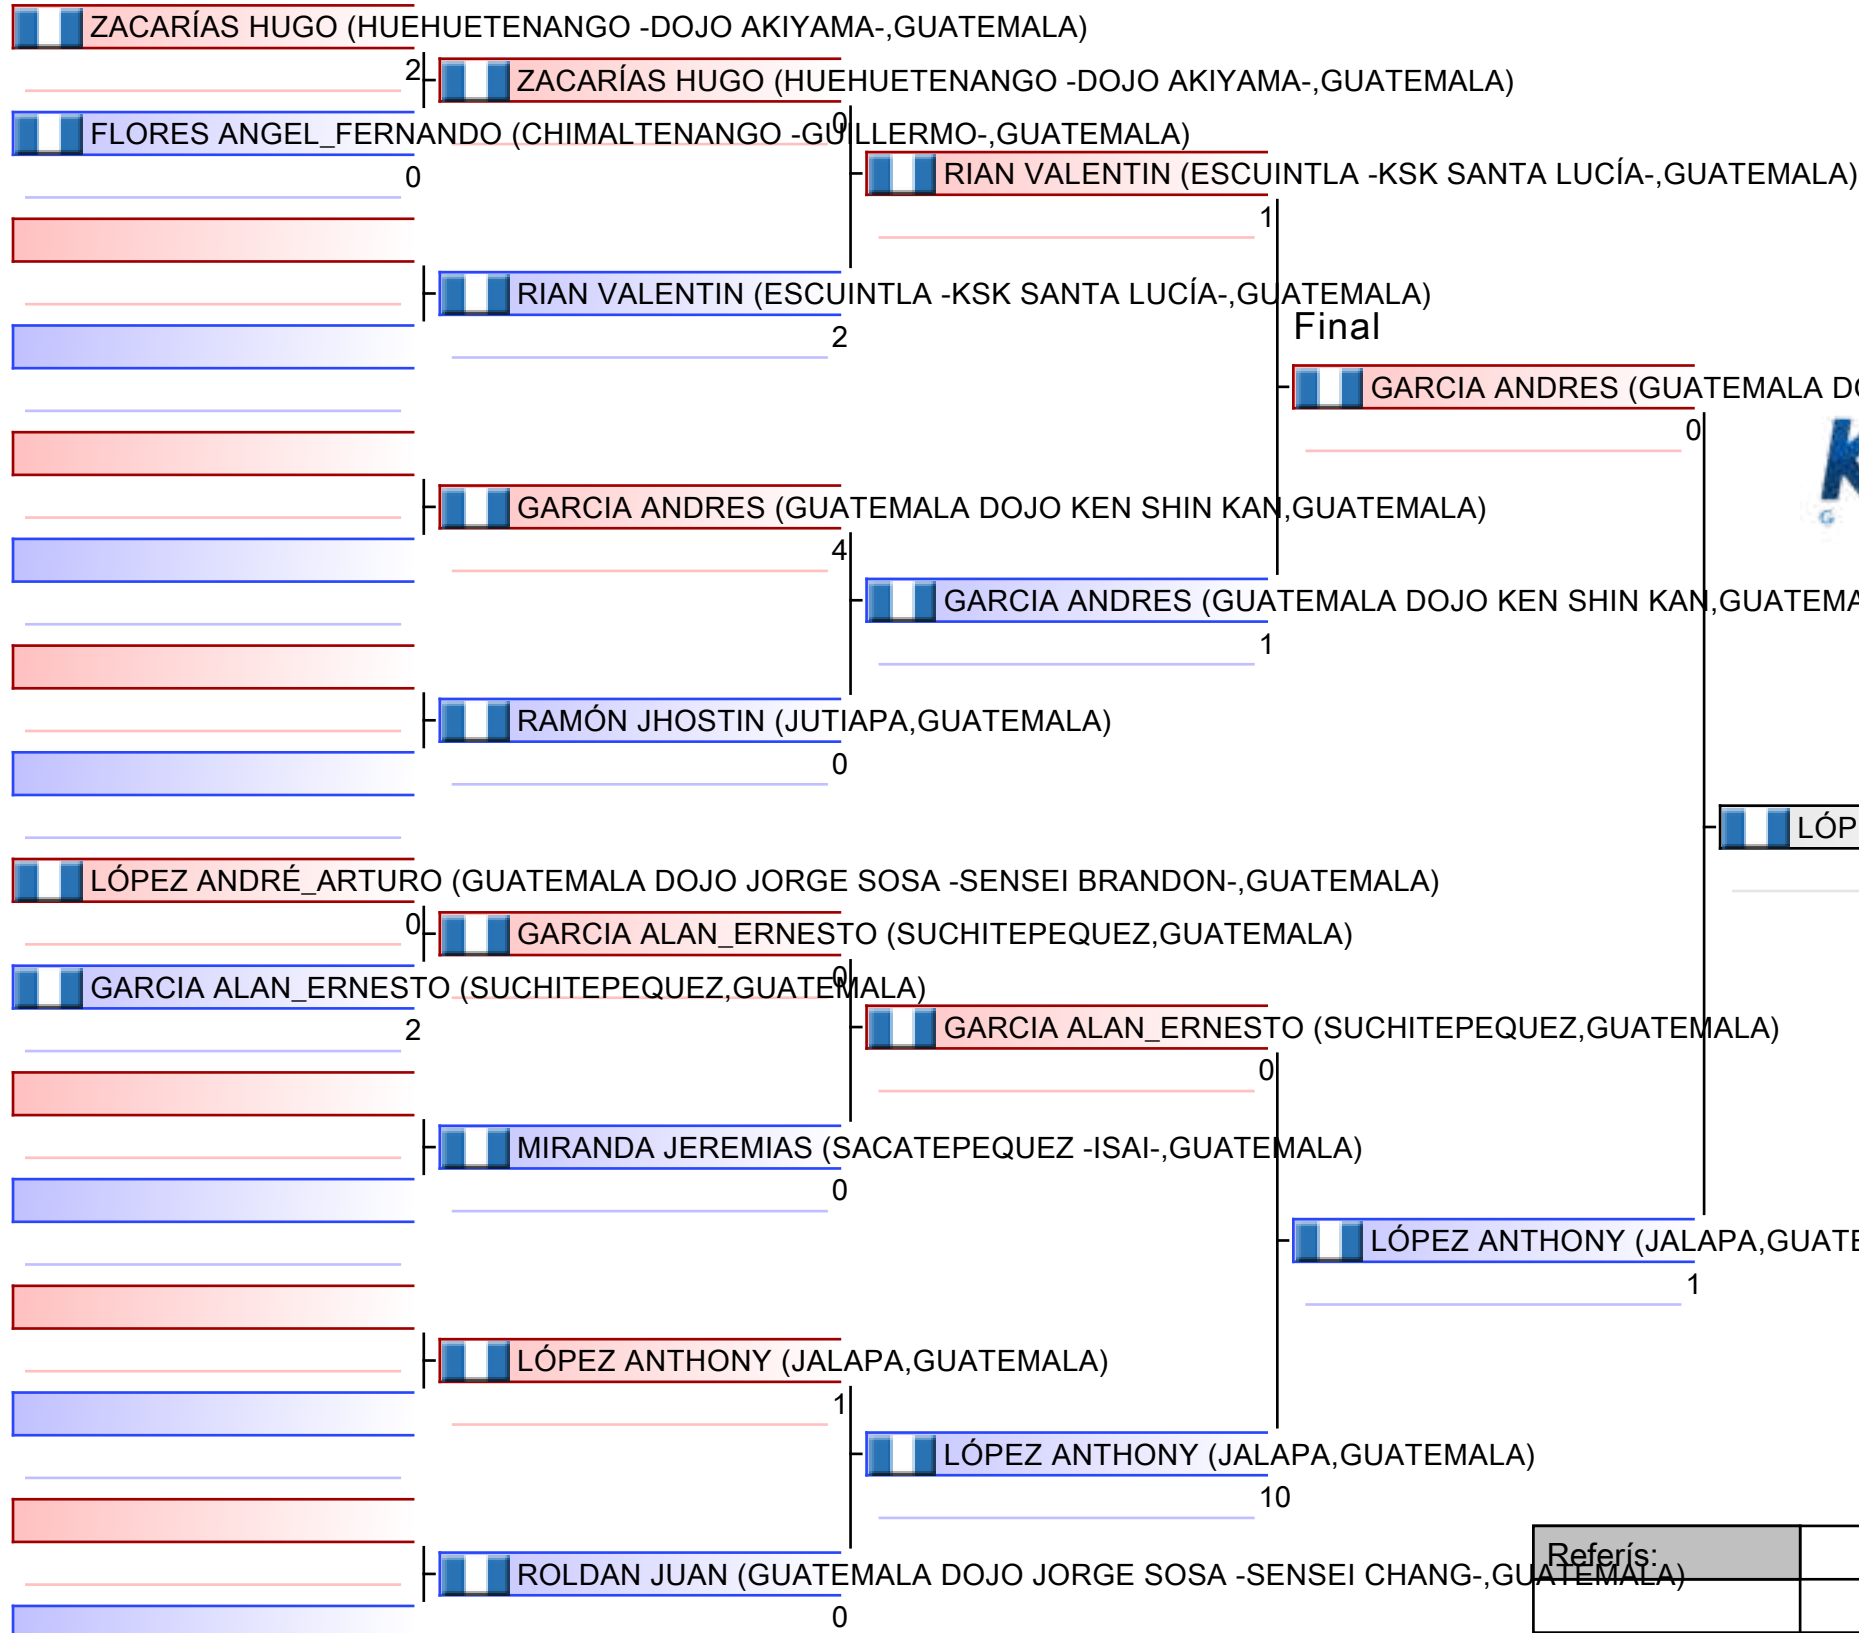 ZACARÍAS HUGO (HUEHUETENANGO -DOJO AKIYAMA-,GUATEMALA)
2
ZACARÍAS HUGO (HUEHUETENANGO -DOJO AKIYAMA-,GUATEMALA)
0
FLORES ANGEL_FERNANDO (CHIMALTENANGO -GUILLERMO-,GUATEMALA)
0
RIAN VALENTIN (ESCUINTLA -KSK SANTA LUCÍA-,GUATEMALA)
1
RIAN VALENTIN (ESCUINTLA -KSK SANTA LUCÍA-,GUATEMALA)
2
Final
GARCIA ANDRES (GUATEMALA
0
K
G
GARCIA ANDRES (GUATEMALA DOJO KEN SHIN KAN,GUATEMALA)
4
GARCIA ANDRES (GUATEMALA DOJO KEN SHIN KAN,
1
RAMÓN JHOSTIN (JUTIAPA,GUATEMALA)
0
LÓP
LÓPEZ ANDRÉ_ARTURO (GUATEMALA DOJO JORGE SOSA -SENSEI BRANDON-,GUATEMALA)
0
GARCIA ALAN_ERNESTO (SUCHITEPEQUEZ,GUATEMALA)
0
GARCIA ALAN_ERNESTO (SUCHITEPEQUEZ,GUATEMALA)
2
GARCIA ALAN_ERNESTO (SUCHITEPEQUEZ,GUATEMALA)
0
MIRANDA JEREMIAS (SACATEPEQUEZ -ISAI-,GUATEMALA)
0
LÓPEZ ANTHONY (JALAPA,GUATE
1
LÓPEZ ANTHONY (JALAPA,GUATEMALA)
1
LÓPEZ ANTHONY (JALAPA,GUATEMALA)
10
Referís:
ROLDAN JUAN (GUATEMALA DOJO JORGE SOSA -SENSEI CHANG-,GUATEMALA)
0